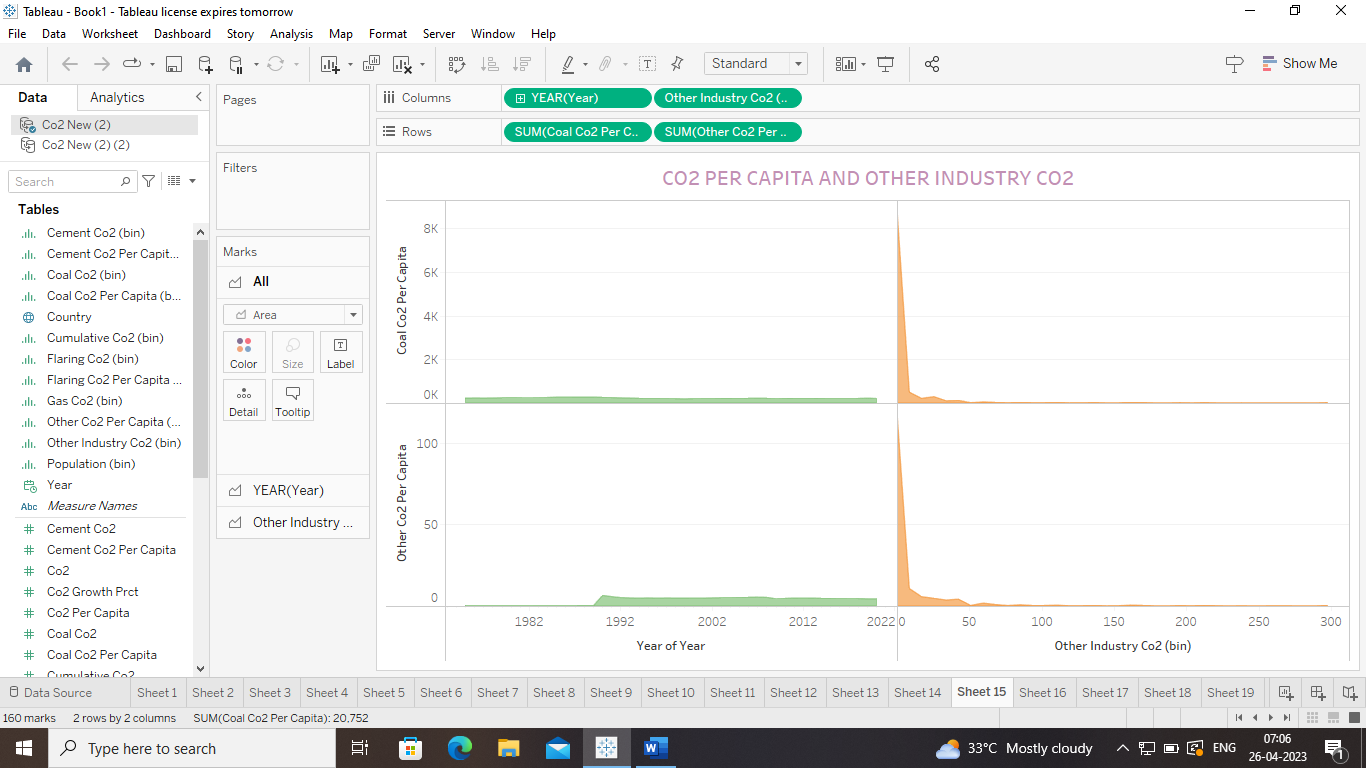 Tableau - Book1 - Tableau license expires tomorrow
File Data Worksheet Dashboard Story Analysis Map Format Server Window Help
Standard
Show Me
Data Analytics
Co2 New (2)
Co2 New (2) (2)
Search
Tables
Cement Co2 (bin)
Cement Co2 Per Capit...
Coal Co2 (bin)
Coal Co2 Per Capita (b...
Country
Cumulative Co2 (bin)
Flaring Co2 (bin)
Flaring Co2 Per Capita ...
Gas Co2 (bin)
Other Co2 Per Capita (...
Other Industry Co2 (bin)
Population (bin)
Year
Abc Measure Names
Cement Co2
Cement Co2 Per Capita
Co2
Co2 Growth Prct
Co2 Per Capita
Coal Co2
Coal Co2 Per Capita
Cumulative Co2
Pages
Filters
Marks
All
Area
Color Size Label
Detail Tooltip
YEAR(Year)
Other Industry ...
Columns YEAR(Year) Other Industry Co2 (..
Rows SUM(Coal Co2 Per C.. SUM(Other Co2 Per ..
CO2 PER CAPITA AND OTHER INDUSTRY CO2
Coal Co2 Per Capita
8K
6K
4K
2K
0K
Other Co2 Per Capita
100
50
0
1982 1992 2002 2012 2022 0 50 100 150 200 250 300
Year of Year Other Industry Co2 (bin)
Data Source Sheet 1 Sheet 2 Sheet 3 Sheet 4 Sheet 5 Sheet 6 Sheet 7 Sheet 8 Sheet 9 Sheet 10 Sheet 11 Sheet 12 Sheet 13 Sheet 14 Sheet 15 Sheet 16 Sheet 17 Sheet 18 Sheet 19
160 marks 2 rows by 2 columns SUM(Coal Co2 Per Capita): 20,752
Type here to search
33°C Mostly cloudy
ENG
07:06
26-04-2023
1